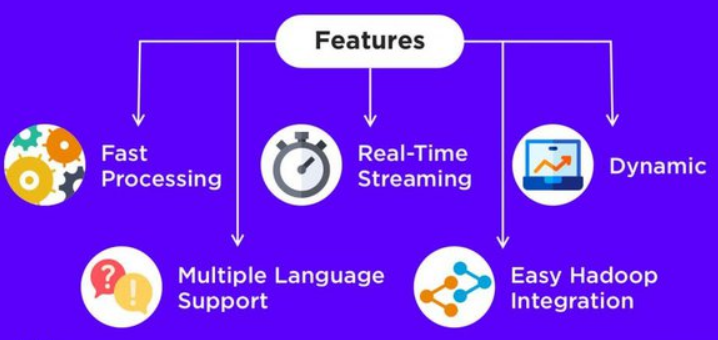 Features
Fast
Processing
Real-Time
Streaming
Dynamic
Multiple Language
Support
Easy Hadoop
Integration